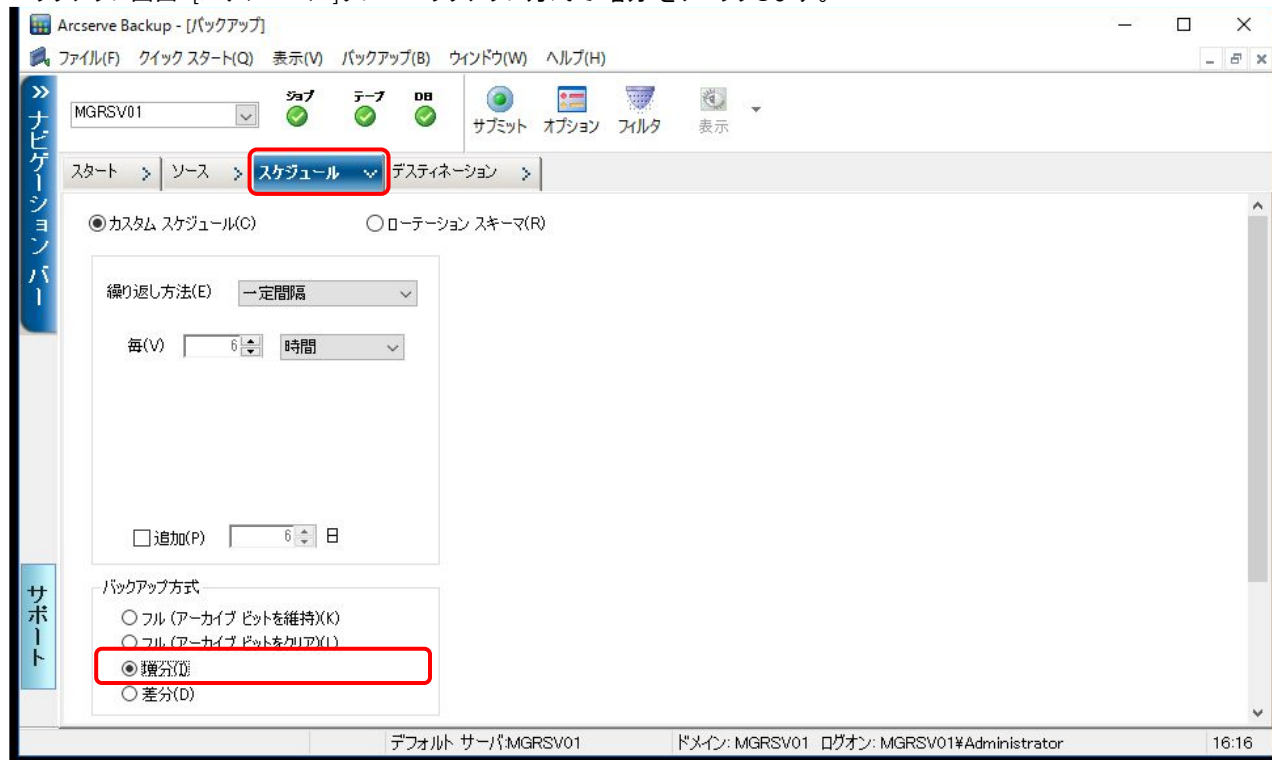 Arcserve Backup - [バックアップ]
ファイル(F) クイック スタート(Q) 表示(V) バックアップ(B) ウィンドウ(W) ヘルプ(H)
ナビゲーション バー
MGRSV01
ジョブ テープ DB
サブミット オプション フィルタ 表示
スタート ソース スケジュール デスティネーション
カスタム スケジュール(C) ローテーション スキーマ(R)
繰り返し方法(E) 一定間隔
毎(V) 6 時間
追加(P) 6 日
サポート
バックアップ方式
フル (アーカイブ ビットを維持)(K)
フル (アーカイブ ビットをクリア)(L)
増分(I)
差分(D)
デフォルト サーバ:MGRSV01 ドメイン: MGRSV01 ログオン: MGRSV01¥Administrator 16:16